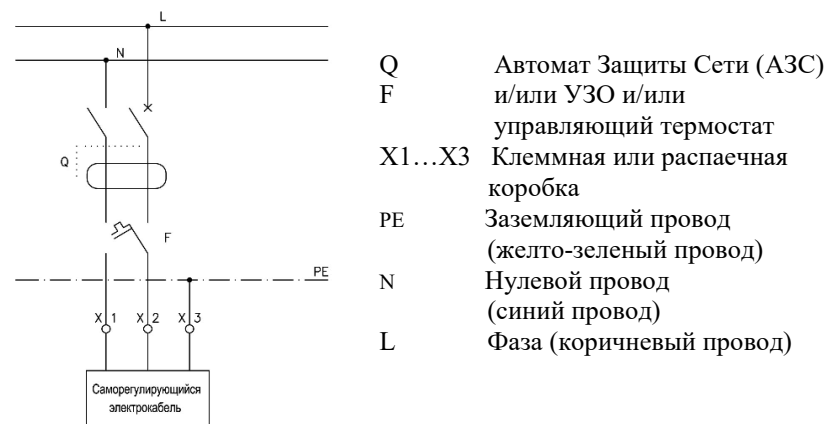 L
N
Q
F
PE
X 1 X 2 X 3
Саморегулирующийся
электрокабель
Q Автомат Защиты Сети (АЗС)
F и/или УЗО и/или
управляющий термостат
X1…X3 Клеммная или распаечная
коробка
PE Заземляющий провод
(желто-зеленый провод)
N Нулевой провод
(синий провод)
L Фаза (коричневый провод)